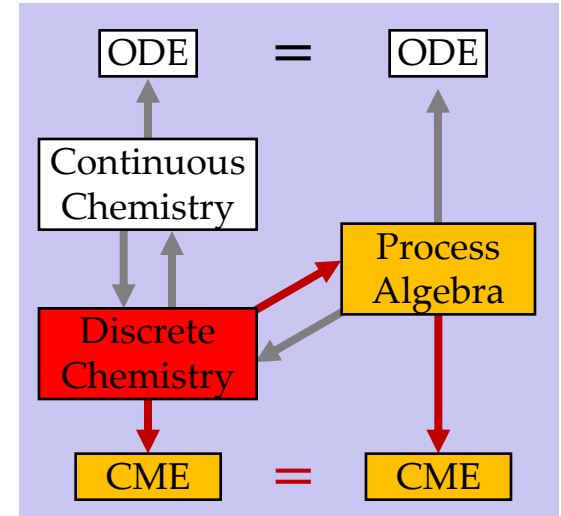 ODE = ODE
Continuous
Chemistry
Process
Algebra
Discrete
Chemistry
CME = CME